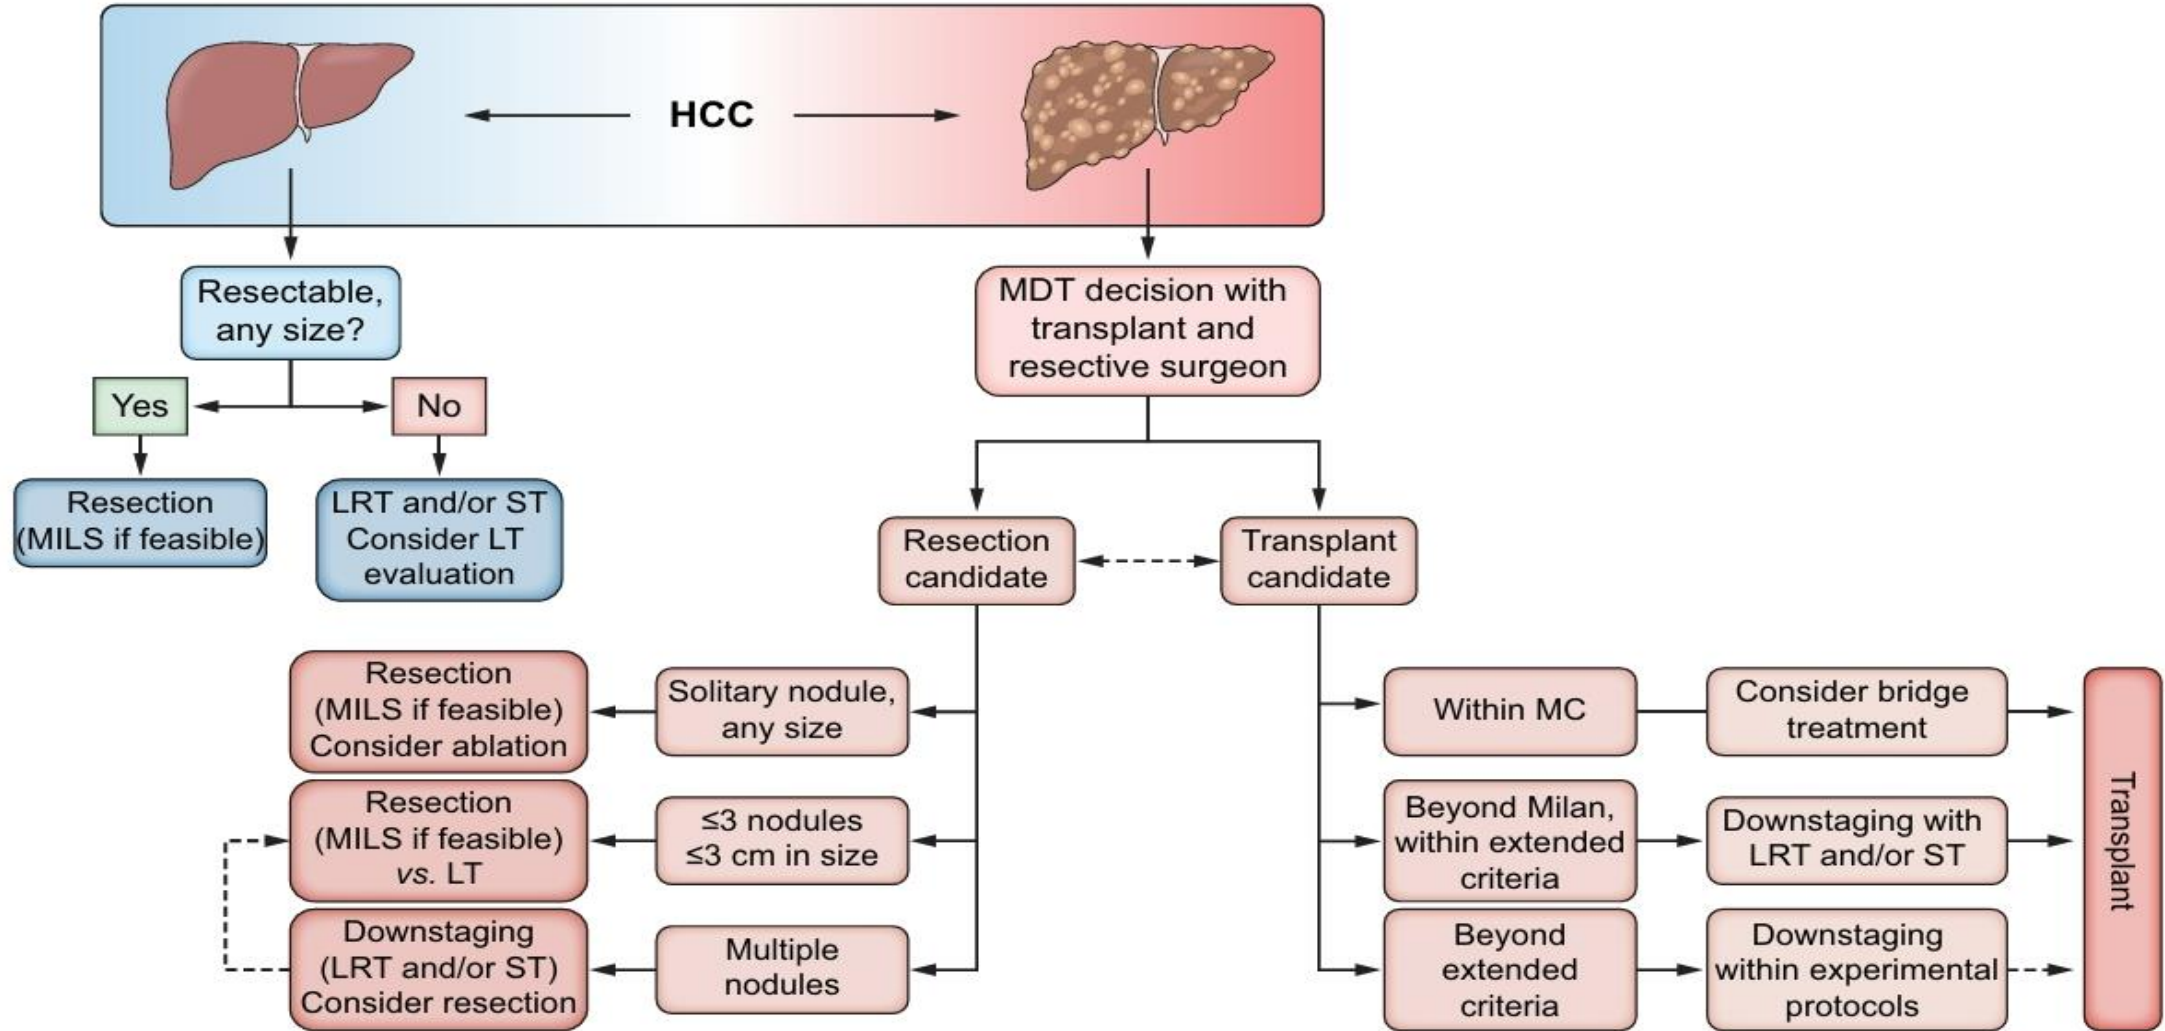 HCC
Resectable,
any size?
Yes
No
Resection
(MILS if feasible)
LRT and/or ST
Consider LT
evaluation
MDT decision with
transplant and
resective surgeon
Resection
candidate
Transplant
candidate
Solitary nodule,
any size
Resection
(MILS if feasible)
Consider ablation
≤3 nodules
≤3 cm in size
Resection
(MILS if feasible)
vs. LT
Multiple
nodules
Downstaging
(LRT and/or ST)
Consider resection
Within MC
Consider bridge
treatment
Beyond Milan,
within extended
criteria
Downstaging with
LRT and/or ST
Beyond
extended
criteria
Downstaging
within experimental
protocols
Transplant